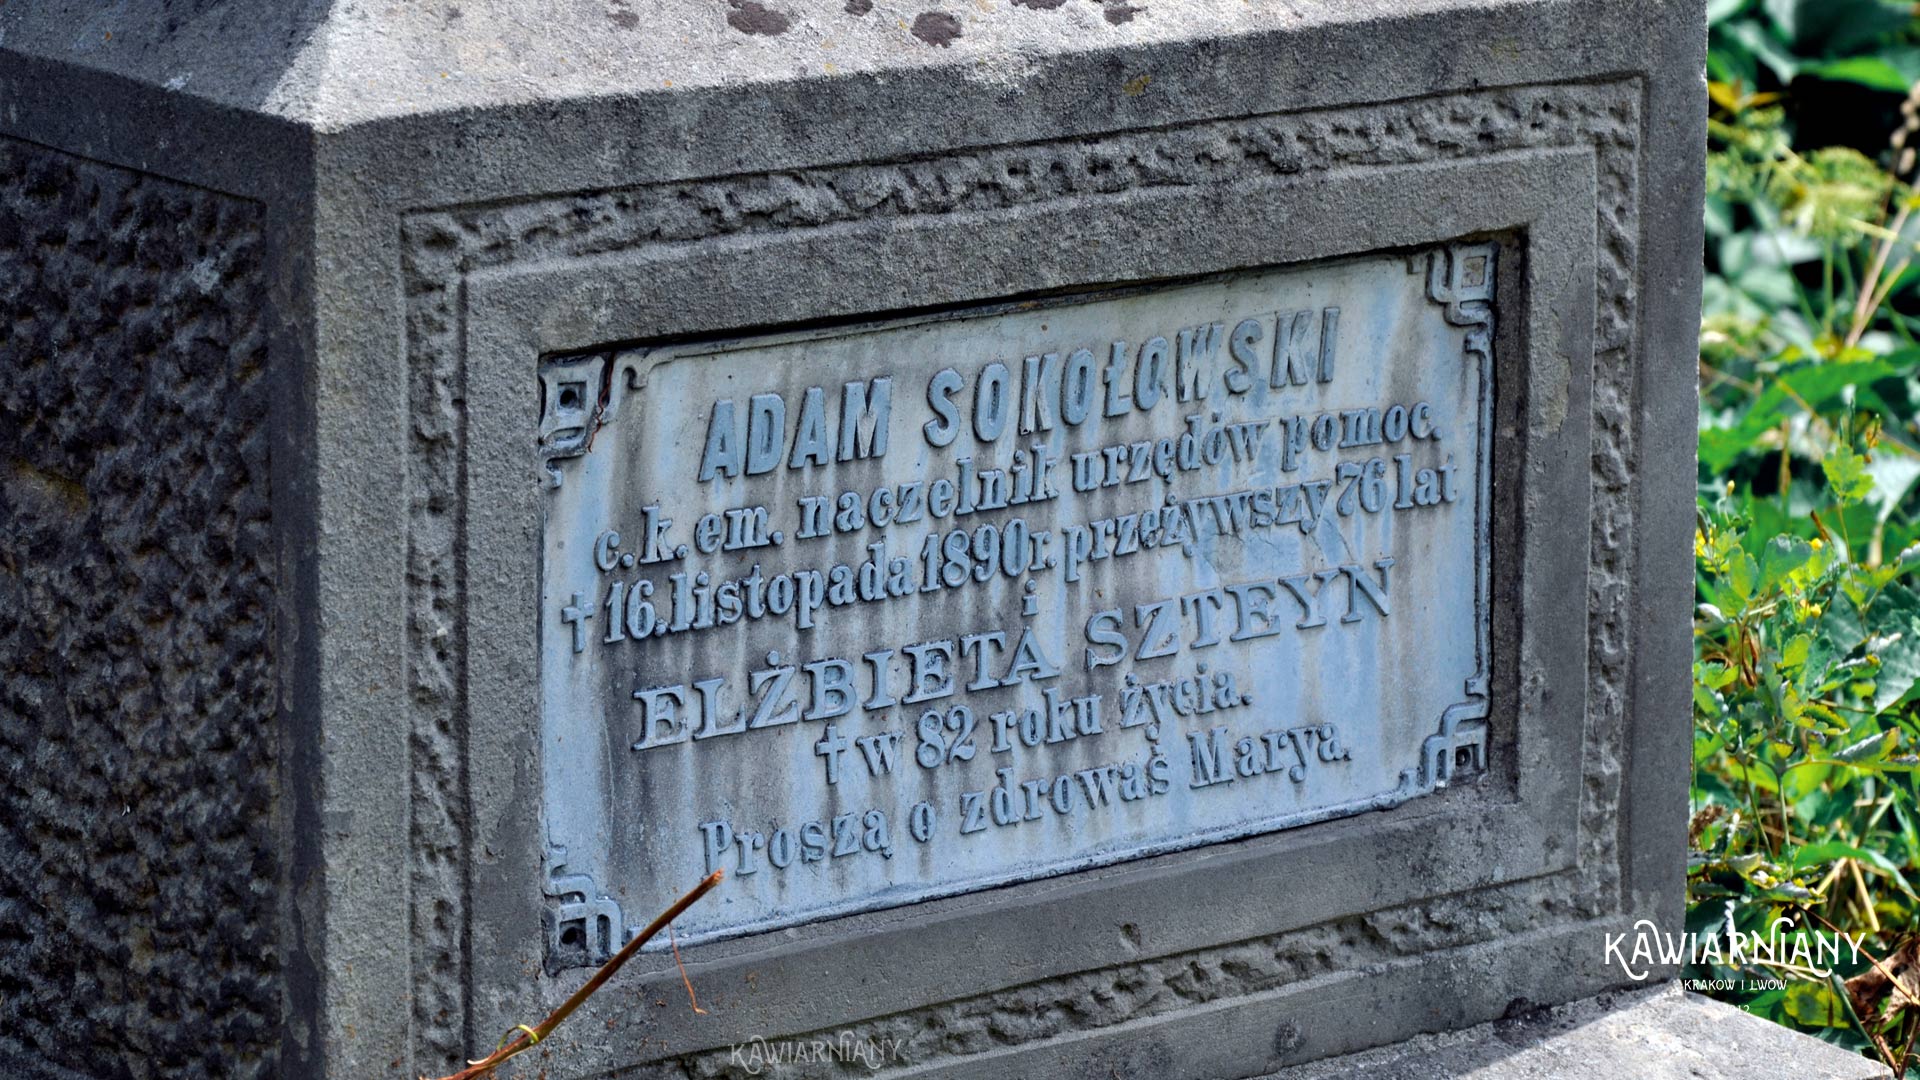 ADAM SOKOŁOWSKI
c. k. em. naczelnik urzędów pomoc.
† 16. listopada 1890 r. przeżywszy 76 lat
i
ELŻBIETA SZTEYN
† w 82 roku życia.
Proszą o zdrowaś Marya.
KAWIARNIANY
KRAKÓW I LWÓW
KAWIARNIANY